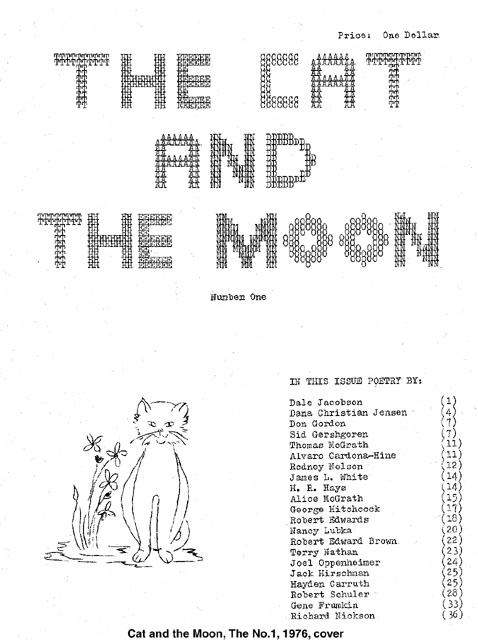 Price: One Dollar
THE CAT
AND
THE MOON
Number One
IN THIS ISSUE POETRY BY:
Dale Jacobson (1)
Dana Christian Jensen (4)
Don Gordon (7)
Sid Gershgoren (7)
Thomas McGrath (11)
Alvaro Cardona-Hine (11)
Rodney Nelson (12)
James L. White (14)
H. R. Hays (14)
Alice McGrath (15)
George Hitchcock (17)
Robert Edwards (18)
Nancy Lubka (20)
Robert Edward Brown (22)
Terry Nathan (23)
Joel Oppenheimer (24)
Jack Hirschman (25)
Hayden Carruth (25)
Robert Schuler (28)
Gene Frumkin (33)
Richard Nickson (36)
Cat and the Moon, The No.1, 1976, cover